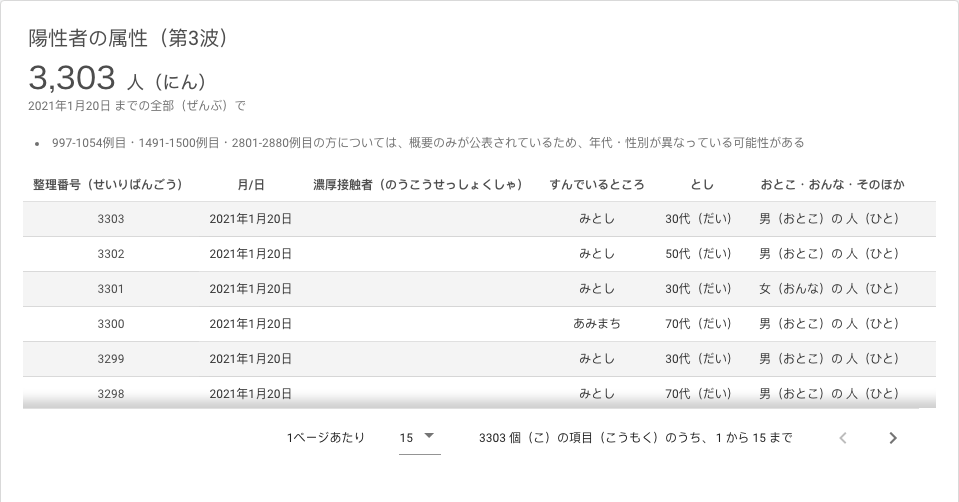 陽性者の属性（第3波）
3,303 人（にん）
2021年1月20日 までの全部（ぜんぶ）で
• 997-1054例目・1491-1500例目・2801-2880例目の方については、概要のみが公表されているため、年代・性別が異なっている可能性がある
整理番号（せいりばんごう） 月/日 濃厚接触者（のうこうせっしょくしゃ） すんでいるところ とし おとこ・おんな・そのほか
3303 2021年1月20日 みとし 30代（だい） 男（おとこ）の 人（ひと）
3302 2021年1月20日 みとし 50代（だい） 男（おとこ）の 人（ひと）
3301 2021年1月20日 みとし 30代（だい） 女（おんな）の 人（ひと）
3300 2021年1月20日 あみまち 70代（だい） 男（おとこ）の 人（ひと）
3299 2021年1月20日 みとし 30代（だい） 男（おとこ）の 人（ひと）
3298 2021年1月20日 みとし 70代（だい） 男（おとこ）の 人（ひと）
1ページあたり 15 3303 個（こ）の項目（こうもく）のうち、1 から 15 まで